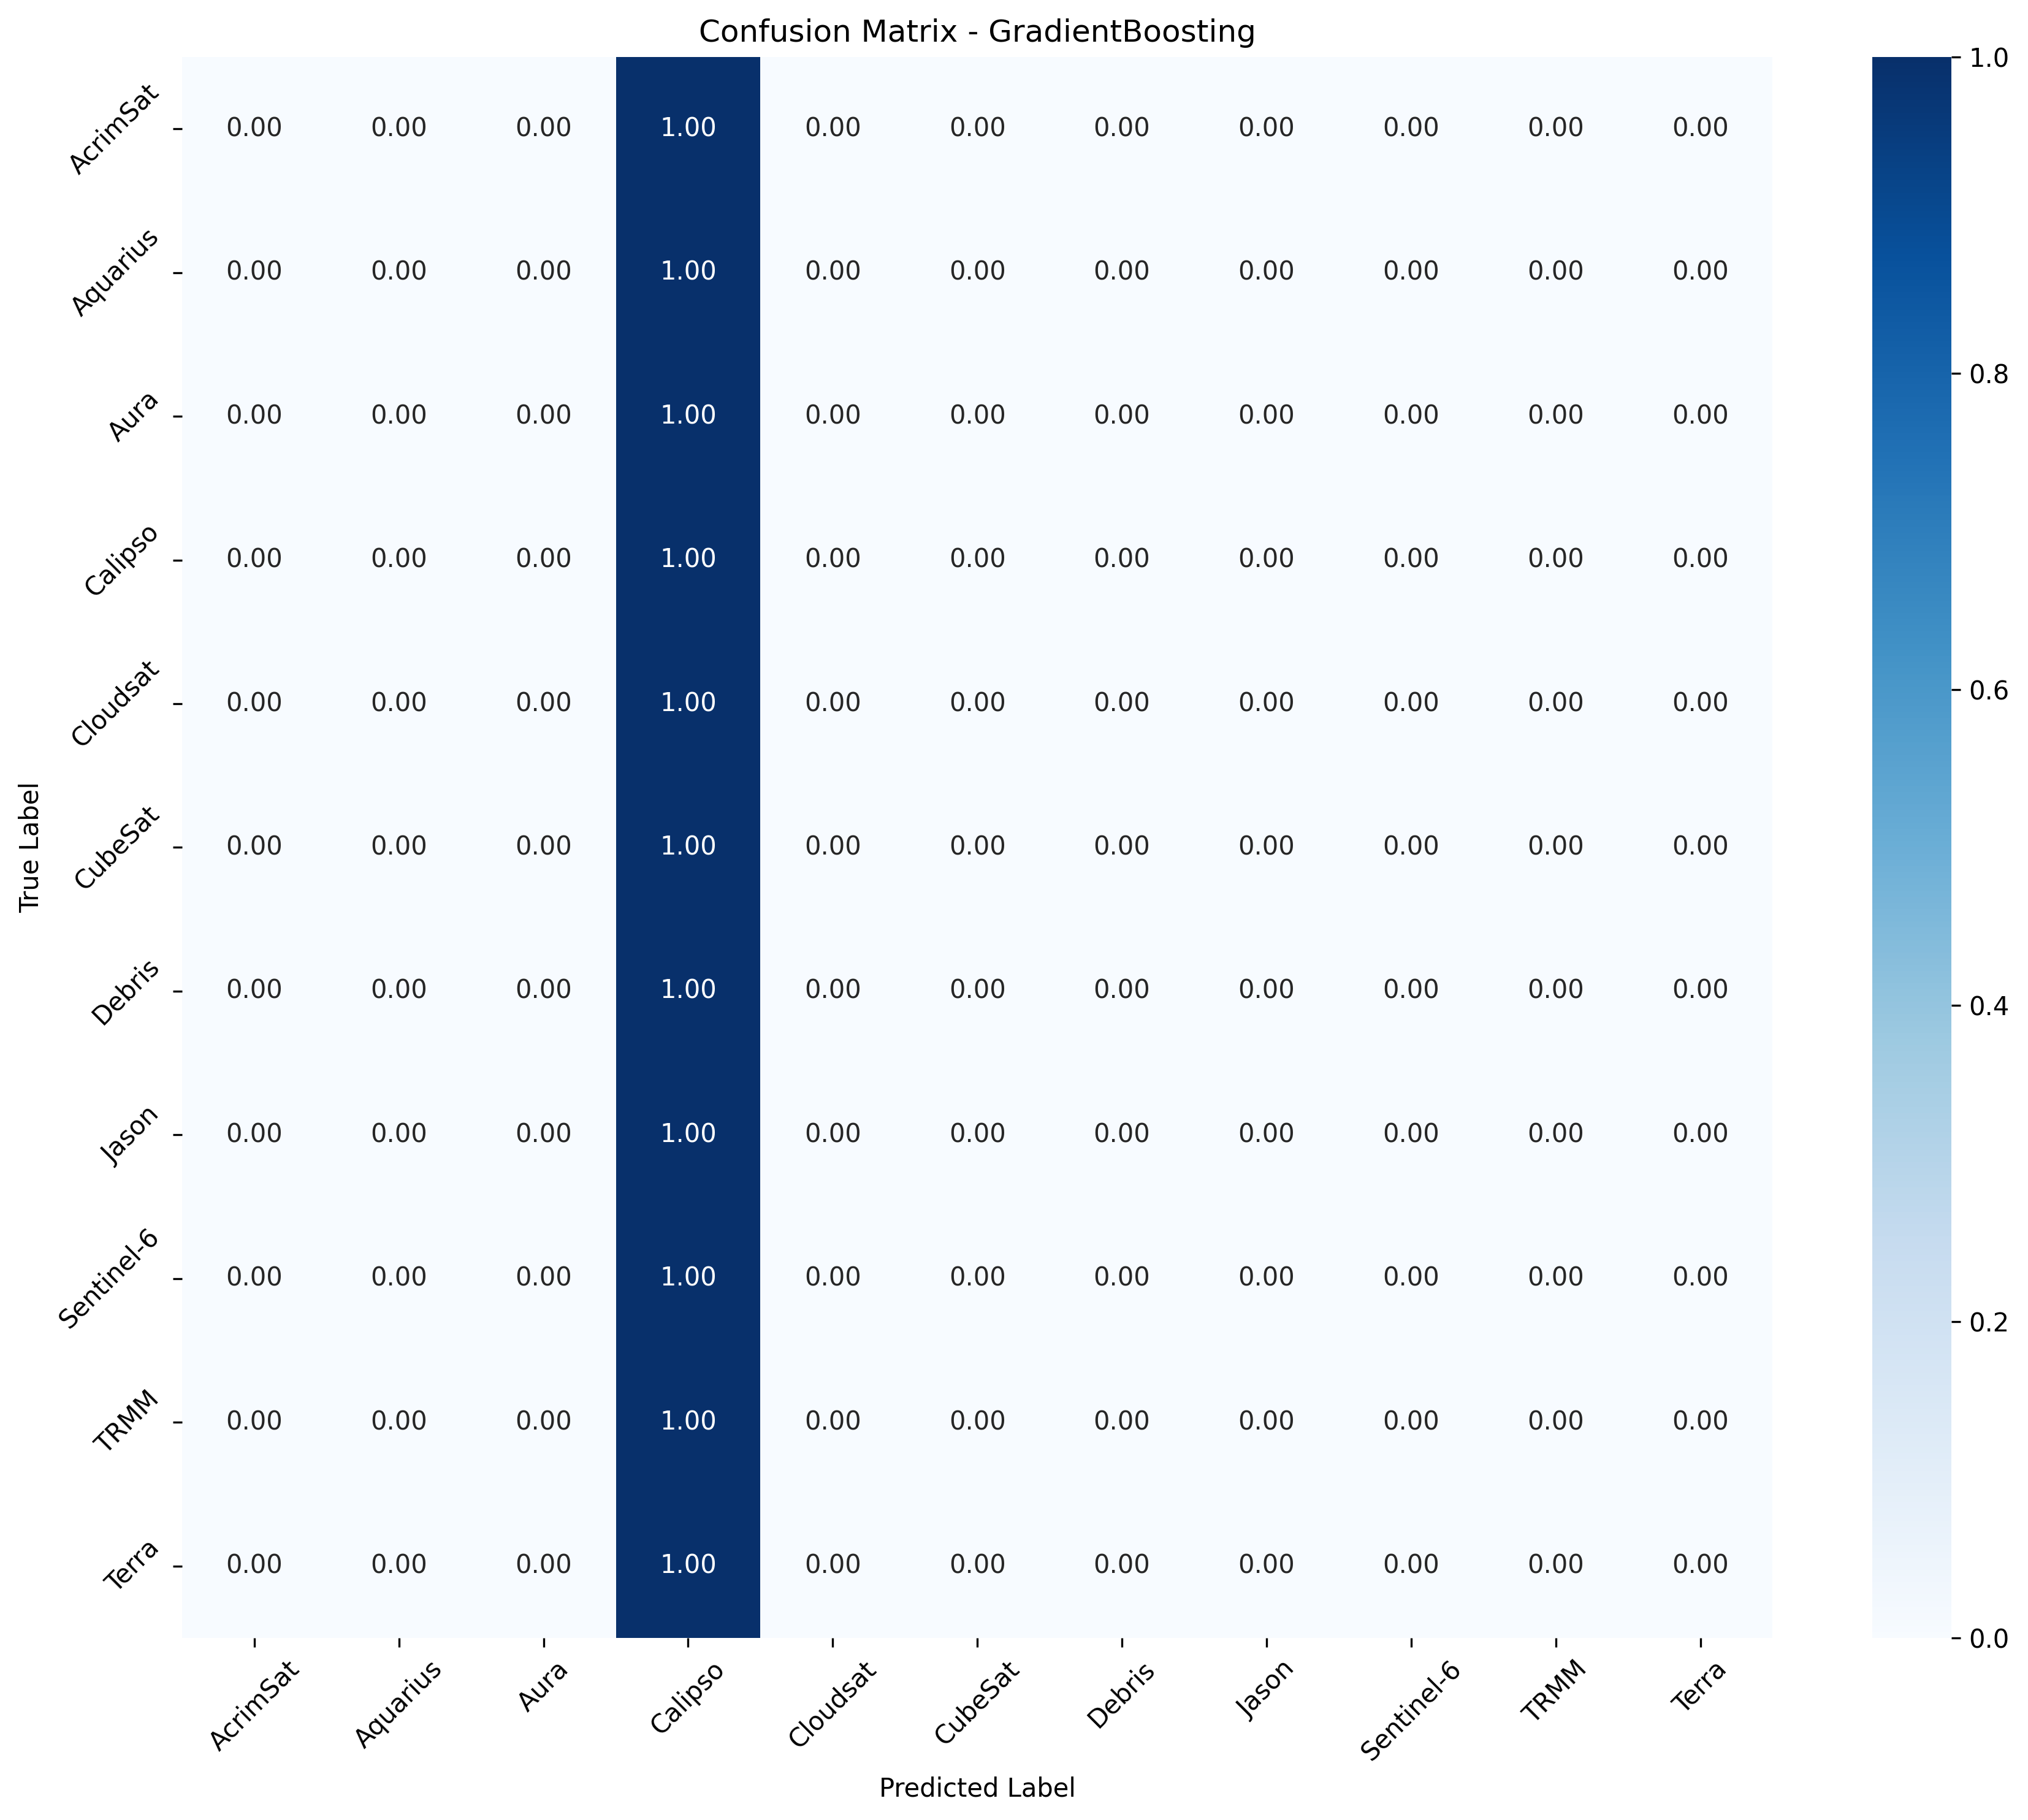 Confusion Matrix - GradientBoosting
AcrimSat 0.00 0.00 0.00 1.00 0.00 0.00 0.00 0.00 0.00 0.00 0.00
Aquarius 0.00 0.00 0.00 1.00 0.00 0.00 0.00 0.00 0.00 0.00 0.00
Aura 0.00 0.00 0.00 1.00 0.00 0.00 0.00 0.00 0.00 0.00 0.00
Calipso 0.00 0.00 0.00 1.00 0.00 0.00 0.00 0.00 0.00 0.00 0.00
Cloudsat 0.00 0.00 0.00 1.00 0.00 0.00 0.00 0.00 0.00 0.00 0.00
CubeSat 0.00 0.00 0.00 1.00 0.00 0.00 0.00 0.00 0.00 0.00 0.00
Debris 0.00 0.00 0.00 1.00 0.00 0.00 0.00 0.00 0.00 0.00 0.00
Jason 0.00 0.00 0.00 1.00 0.00 0.00 0.00 0.00 0.00 0.00 0.00
Sentinel-6 0.00 0.00 0.00 1.00 0.00 0.00 0.00 0.00 0.00 0.00 0.00
TRMM 0.00 0.00 0.00 1.00 0.00 0.00 0.00 0.00 0.00 0.00 0.00
Terra 0.00 0.00 0.00 1.00 0.00 0.00 0.00 0.00 0.00 0.00 0.00
True Label
AcrimSat Aquarius Aura Calipso Cloudsat CubeSat Debris Jason Sentinel-6 TRMM Terra
Predicted Label
1.0
0.8
0.6
0.4
0.2
0.0